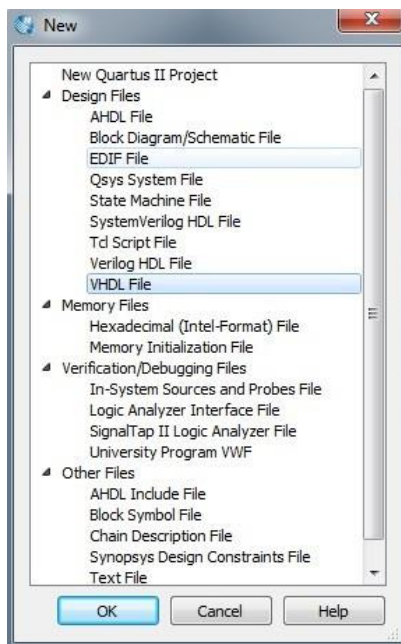 New
New Quartus II Project
Design Files
AHDL File
Block Diagram/Schematic File
EDIF File
Qsys System File
State Machine File
SystemVerilog HDL File
Tcl Script File
Verilog HDL File
VHDL File
Memory Files
Hexadecimal (Intel-Format) File
Memory Initialization File
Verification/Debugging Files
In-System Sources and Probes File
Logic Analyzer Interface File
SignalTap II Logic Analyzer File
University Program VWF
Other Files
AHDL Include File
Block Symbol File
Chain Description File
Synopsys Design Constraints File
Text File
OK Cancel Help